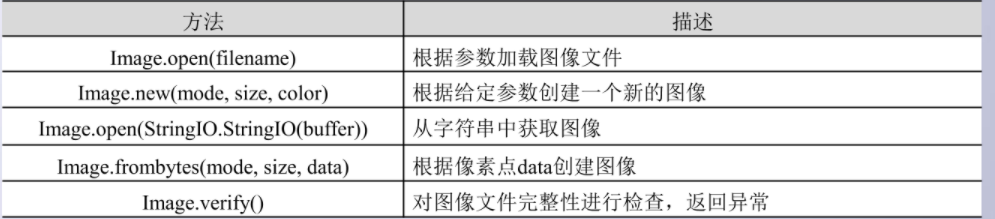 方法 描述
Image.open(filename) 根据参数加载图像文件
Image.new(mode, size, color) 根据给定参数创建一个新的图像
Image.open(StringIO.StringIO(buffer)) 从字符串中获取图像
Image.frombytes(mode, size, data) 根据像素点data创建图像
Image.verify() 对图像文件完整性进行检查，返回异常